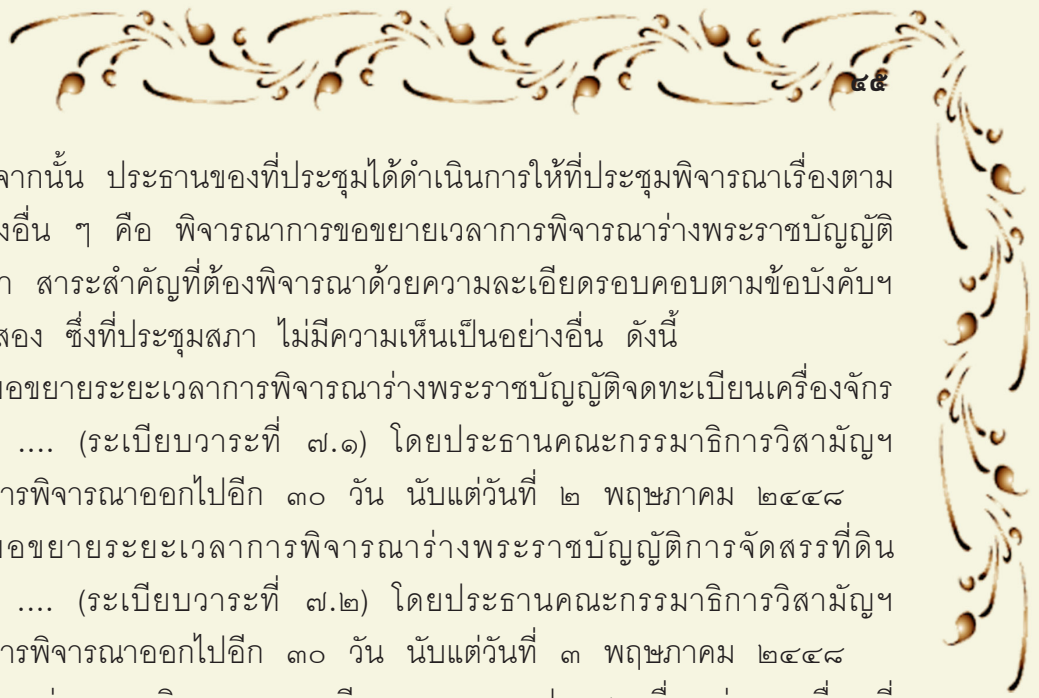 ๔๕
จากนั้น ประธานของที่ประชุมได้ดำเนินการให้ที่ประชุมพิจารณาเรื่องตาม
งอื่น ๆ คือ พิจารณาการขอขยายเวลาการพิจารณาร่างพระราชบัญญัติ
า สาระสำคัญที่ต้องพิจารณาด้วยความละเอียดรอบคอบตามข้อบังคับฯ
สอง ซึ่งที่ประชุมสภา ไม่มีความเห็นเป็นอย่างอื่น ดังนี้
ขอขยายระยะเวลาการพิจารณาร่างพระราชบัญญัติจดทะเบียนเครื่องจักร
.... (ระเบียบวาระที่ ๗.๑) โดยประธานคณะกรรมาธิการวิสามัญฯ
ารพิจารณาออกไปอีก ๓๐ วัน นับแต่วันที่ ๒ พฤษภาคม ๒๔๔๘
ขอขยายระยะเวลาการพิจารณาร่างพระราชบัญญัติการจัดสรรที่ดิน
.... (ระเบียบวาระที่ ๗.๒) โดยประธานคณะกรรมาธิการวิสามัญฯ
ารพิจารณาออกไปอีก ๓๐ วัน นับแต่วันที่ ๓ พฤษภาคม ๒๔๔๘